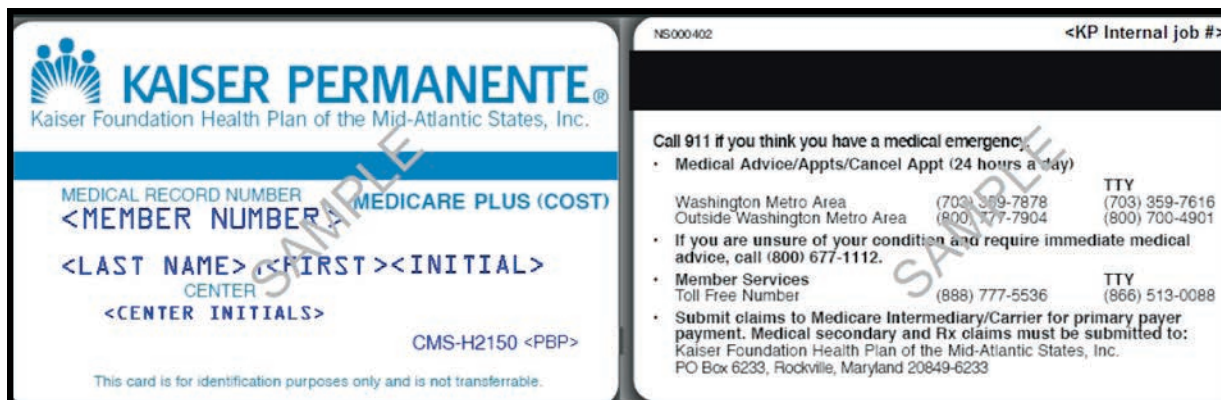 KAISER PERMANENTE®
Kaiser Foundation Health Plan of the Mid-Atlantic States, Inc.
MEDICAL RECORD NUMBER
MEDICARE PLUS (COST)
<MEMBER NUMBER>
<LAST NAME>,<FIRST><INITIAL>
CENTER
<CENTER INITIALS>
CMS-H2150 <PBP>
This card is for identification purposes only and is not transferrable.
SAMPLE
NS000402 <KP Internal job #>
Call 911 if you think you have a medical emergency.
• Medical Advice/Appts/Cancel Appt (24 hours a day)
TTY
Washington Metro Area (703) 359-7878 (703) 359-7616
Outside Washington Metro Area (800) 777-7904 (800) 700-4901
• If you are unsure of your condition and require immediate medical
advice, call (800) 677-1112.
• Member Services TTY
Toll Free Number (888) 777-5536 (866) 513-0088
• Submit claims to Medicare Intermediary/Carrier for primary payer
payment. Medical secondary and Rx claims must be submitted to:
Kaiser Foundation Health Plan of the Mid-Atlantic States, Inc.
PO Box 6233, Rockville, Maryland 20849-6233
SAMPLE